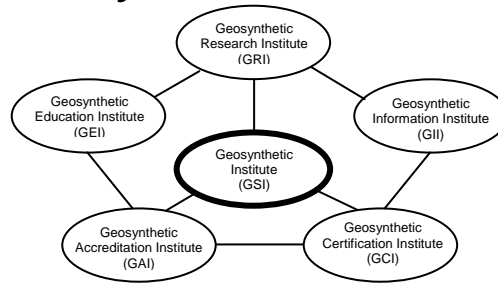 Geosynthetic
Research Institute
(GRI)
Geosynthetic
Education Institute
(GEI)
Geosynthetic
Information Institute
(GII)
Geosynthetic
Institute
(GSI)
Geosynthetic
Accreditation Institute
(GAI)
Geosynthetic
Certification Institute
(GCI)